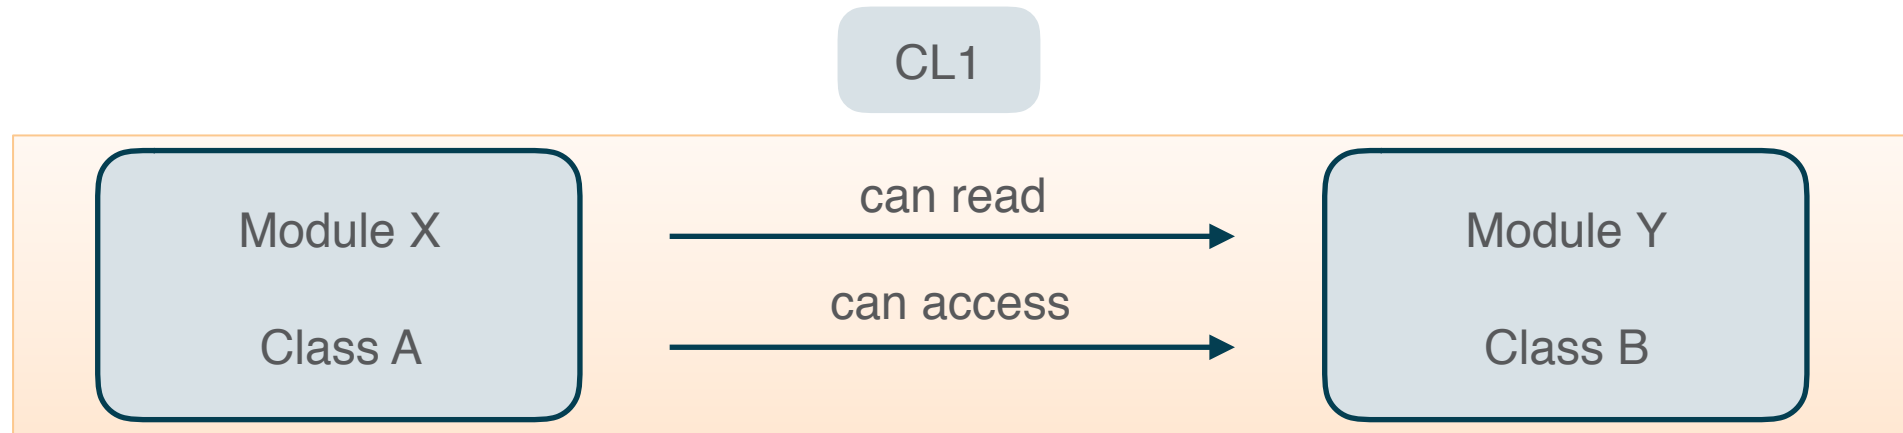 CL1
can read
Module X
Module Y
can access
Class A
Class B